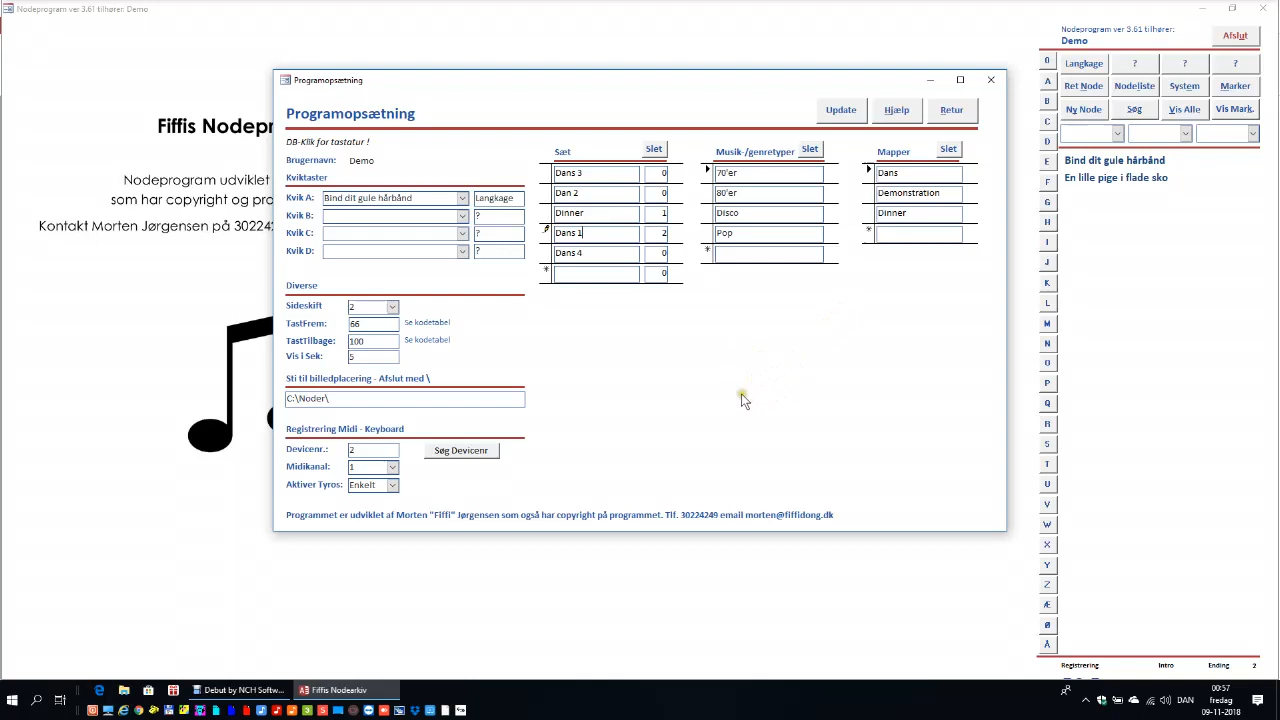 Nodeprogram ver 3.61 tilhører: Demo
Fiffis Nodepr
Nodeprogram udviklet
som har copyright og pro
Kontakt Morten Jørgensen på 3022424
Programopsætning
Programopsætning
Update
Hjælp
Retur
DB-Klik for tastatur !
Brugernavn: Demo
Kviktaster
Kvik A: Bind dit gule hårbånd Langkage
Kvik B: ?
Kvik C: ?
Kvik D: ?
Diverse
Sideskift 2
TastFrem: 66 Se kodetabel
TastTilbage: 100 Se kodetabel
Vis i Sek: 5
Sti til billedplacering - Afslut med \
C:\Noder\
Registrering Midi - Keyboard
Devicenr.: 2 Søg Devicenr
Midikanal: 1
Aktiver Tyros: Enkelt
Sæt Slet
Dans 3 0
Dan 2 0
Dinner 1
Dans 1 2
Dans 4 0
* 0
Musik-/genretyper Slet
70'er
80'er
Disco
Pop
*
Mapper Slet
Dans
Demonstration
Dinner
*
Programmet er udviklet af Morten "Fiffi" Jørgensen som også har copyright på programmet. Tlf. 30224249 email morten@fiffidong.dk
Nodeprogram ver 3.61 tilhører:
Demo
Afslut
Langkage ? ? ?
Ret Node Nodeliste System Marker
Ny Node Søg Vis Alle Vis Mark.
Bind dit gule hårbånd
En lille pige i flade sko
0
A
B
C
D
E
F
G
H
I
J
K
L
M
N
O
P
Q
R
S
T
U
V
W
X
Y
Z
Æ
Ø
Å
Registrering Intro Ending 2
Debut by NCH Softw...
Fiffis Nodearkiv
DAN
00:57
fredag
09-11-2018